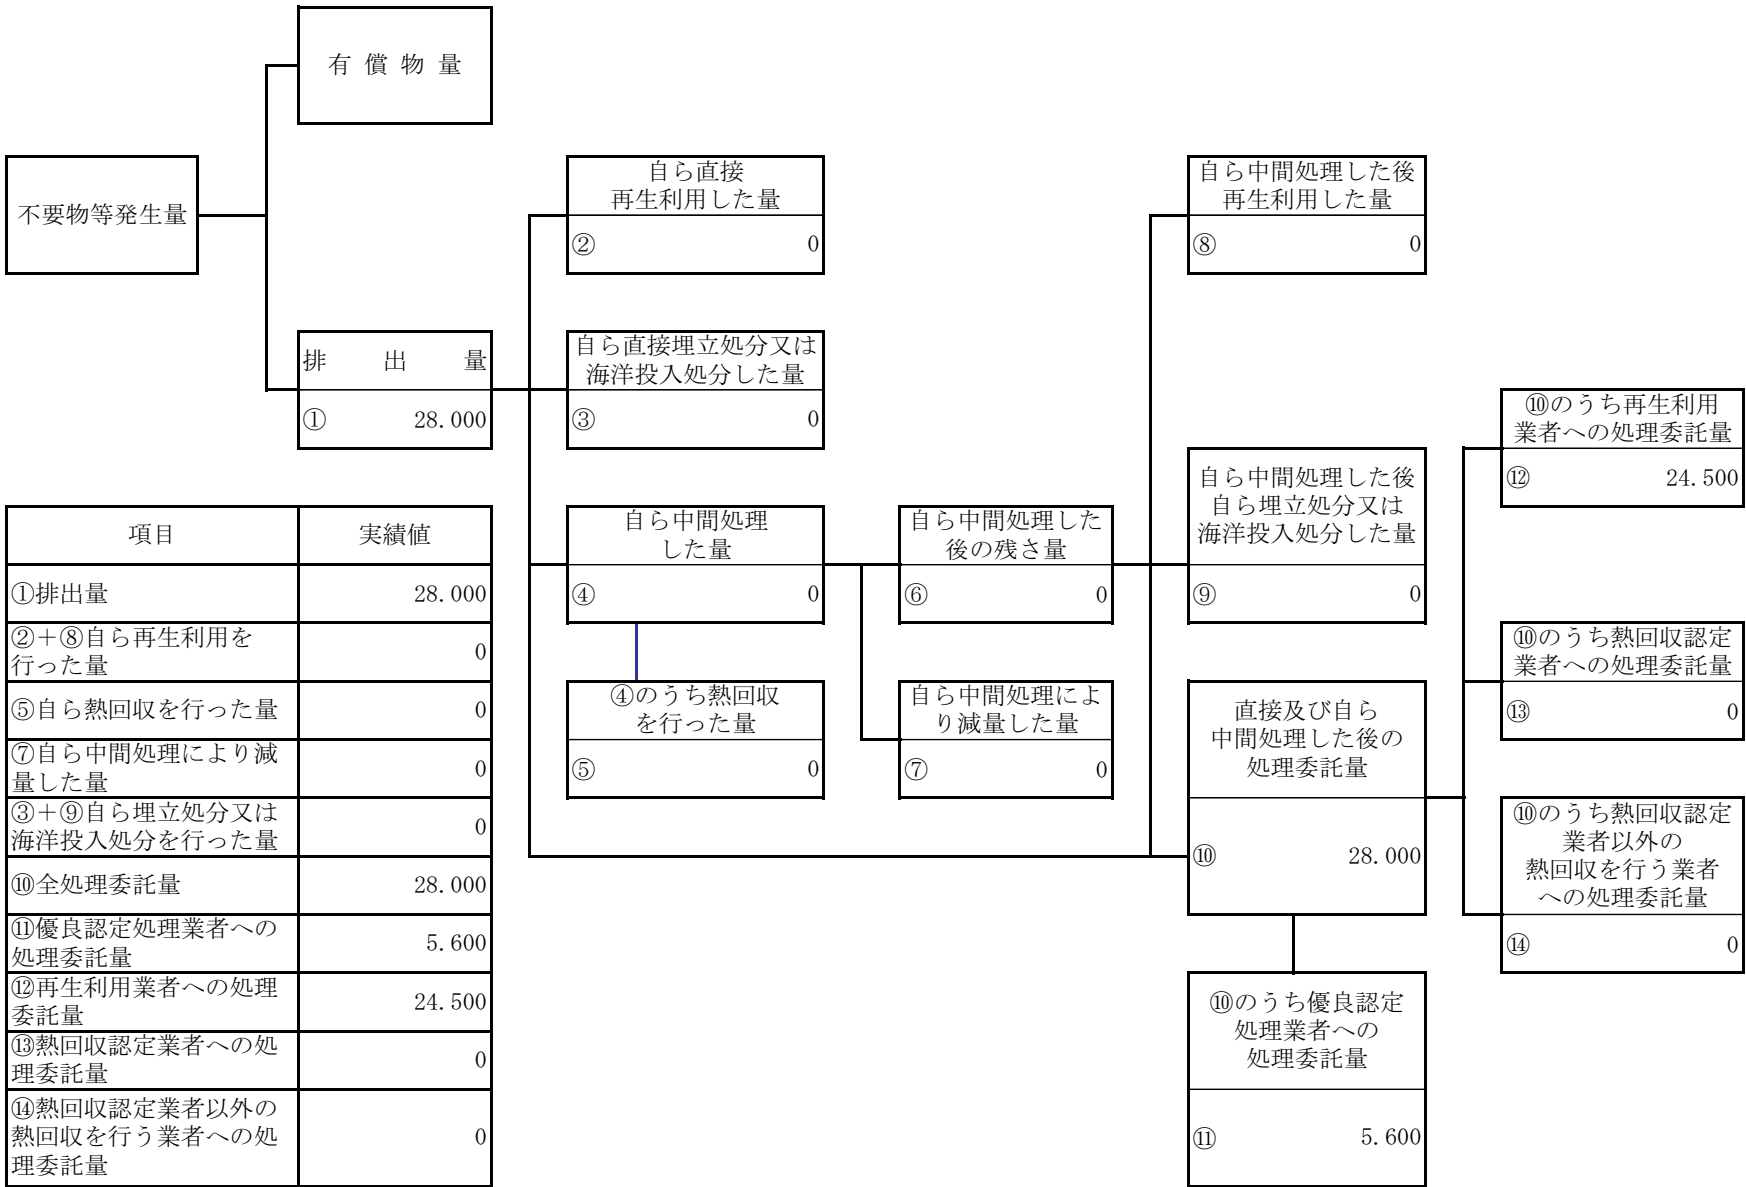 有 償 物 量
不要物等発生量
排 出 量
① 28.000
自ら直接
再生利用した量
② 0
自ら直接埋立処分又は
海洋投入処分した量
③ 0
自ら中間処理
した量
④ 0
④のうち熱回収
を行った量
⑤ 0
自ら中間処理した
後の残さ量
⑥ 0
自ら中間処理によ
り減量した量
⑦ 0
自ら中間処理した後
再生利用した量
⑧ 0
自ら中間処理した後
自ら埋立処分又は
海洋投入処分した量
⑨ 0
直接及び自ら
中間処理した後の
処理委託量
⑩ 28.000
⑩のうち優良認定
処理業者への
処理委託量
⑪ 5.600
⑩のうち再生利用
業者への処理委託量
⑫ 24.500
⑩のうち熱回収認定
業者への処理委託量
⑬ 0
⑩のうち熱回収認定
業者以外の
熱回収を行う業者
への処理委託量
⑭ 0
項目 実績値
①排出量 28.000
②+⑧自ら再生利用を
行った量 0
⑤自ら熱回収を行った量 0
⑦自ら中間処理により減
量した量 0
③+⑨自ら埋立処分又は
海洋投入処分を行った量 0
⑩全処理委託量 28.000
⑪優良認定処理業者への
処理委託量 5.600
⑫再生利用業者への処理
委託量 24.500
⑬熱回収認定業者への処
理委託量 0
⑭熱回収認定業者以外の
熱回収を行う業者への処
理委託量 0